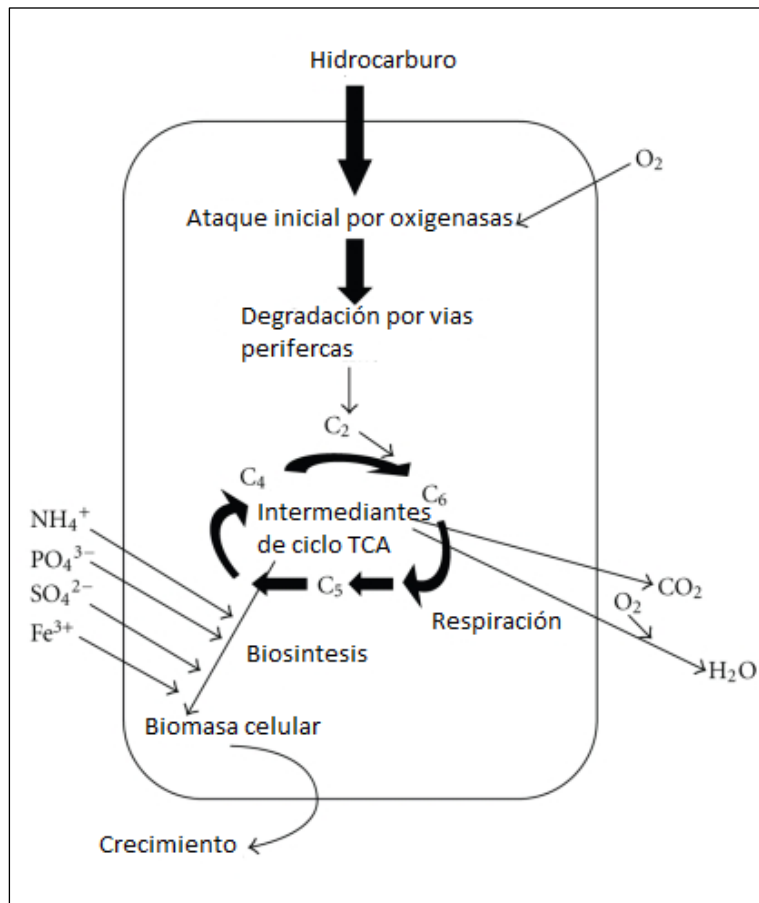 Hidrocarburo
O₂
Ataque inicial por oxigenasas
Degradación por vias
perifercas
C₂
C₄
C₆
Intermediantes
de ciclo TCA
C₅
NH₄⁺
PO₄³⁻
SO₄²⁻
Fe³⁺
CO₂
O₂
Respiración
H₂O
Biosintesis
Biomasa celular
Crecimiento